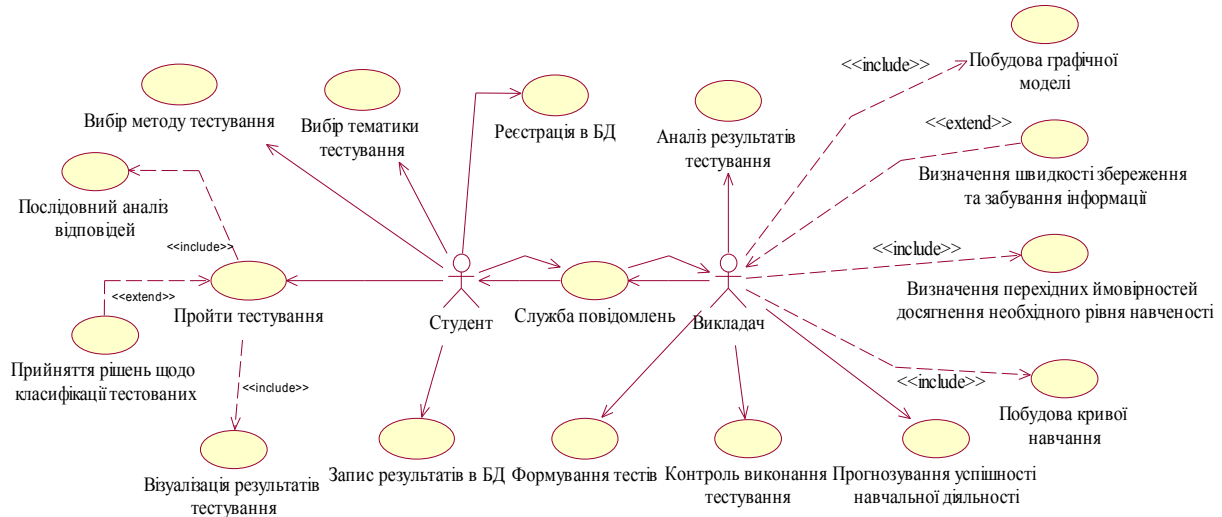 <<include>>
Побудова графічної
моделі
Вибір методу тестування
Вибір тематики
тестування
Реєстрація в БД
Аналіз результатів
тестування
<<extend>>
Визначення швидкості збереження
та забування інформації
Послідовний аналіз
відповідей
<<include>>
<<include>>
<<extend>>
Пройти тестування
Студент
Служба повідомлень
Викладач
Визначення перехідних ймовірностей
досягнення необхідного рівня навченості
Прийняття рішень щодо
класифікації тестованих
<<include>>
<<include>>
Побудова кривої
навчання
Візуалізація результатів
тестування
Запис результатів в БД
Формування тестів
Контроль виконання
тестування
Прогнозування успішності
навчальної діяльності